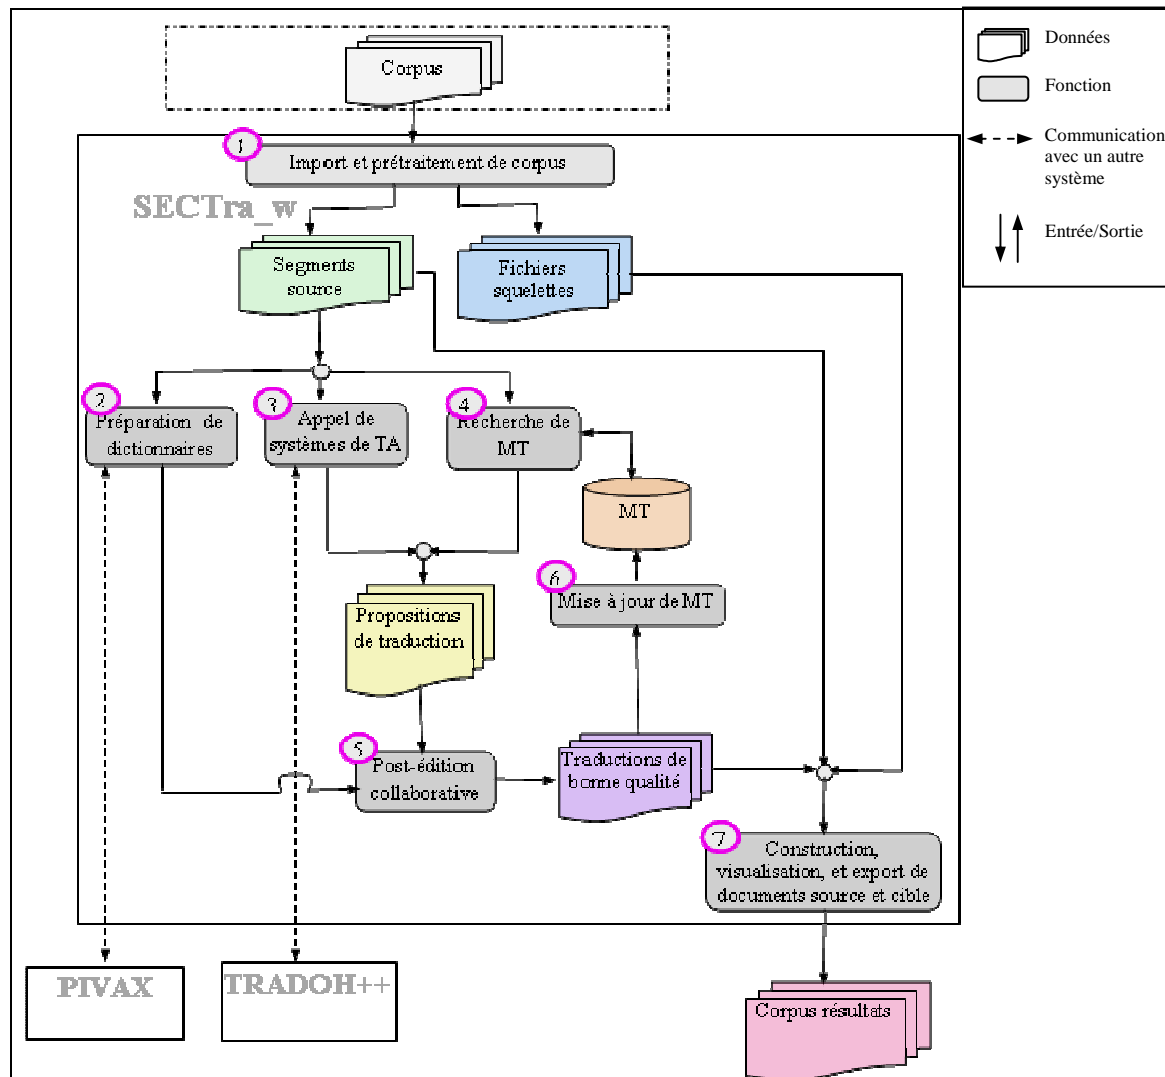 Corpus
Données
Fonction
Communication
avec un autre
système
Entrée/Sortie
1
Import et prétraitement de corpus
SECTra_w
Segments
source
Fichiers
squelettes
2
Préparation de
dictionnaires
3
Appel de
systèmes de TA
4
Recherche de
MT
MT
6
Mise à jour de MT
Propositions
de traduction
5
Post-édition
collaborative
Traductions de
bonne qualité
7
Construction,
visualisation, et export de
documents source et cible
PIVAX
TRADOH++
Corpus résultats